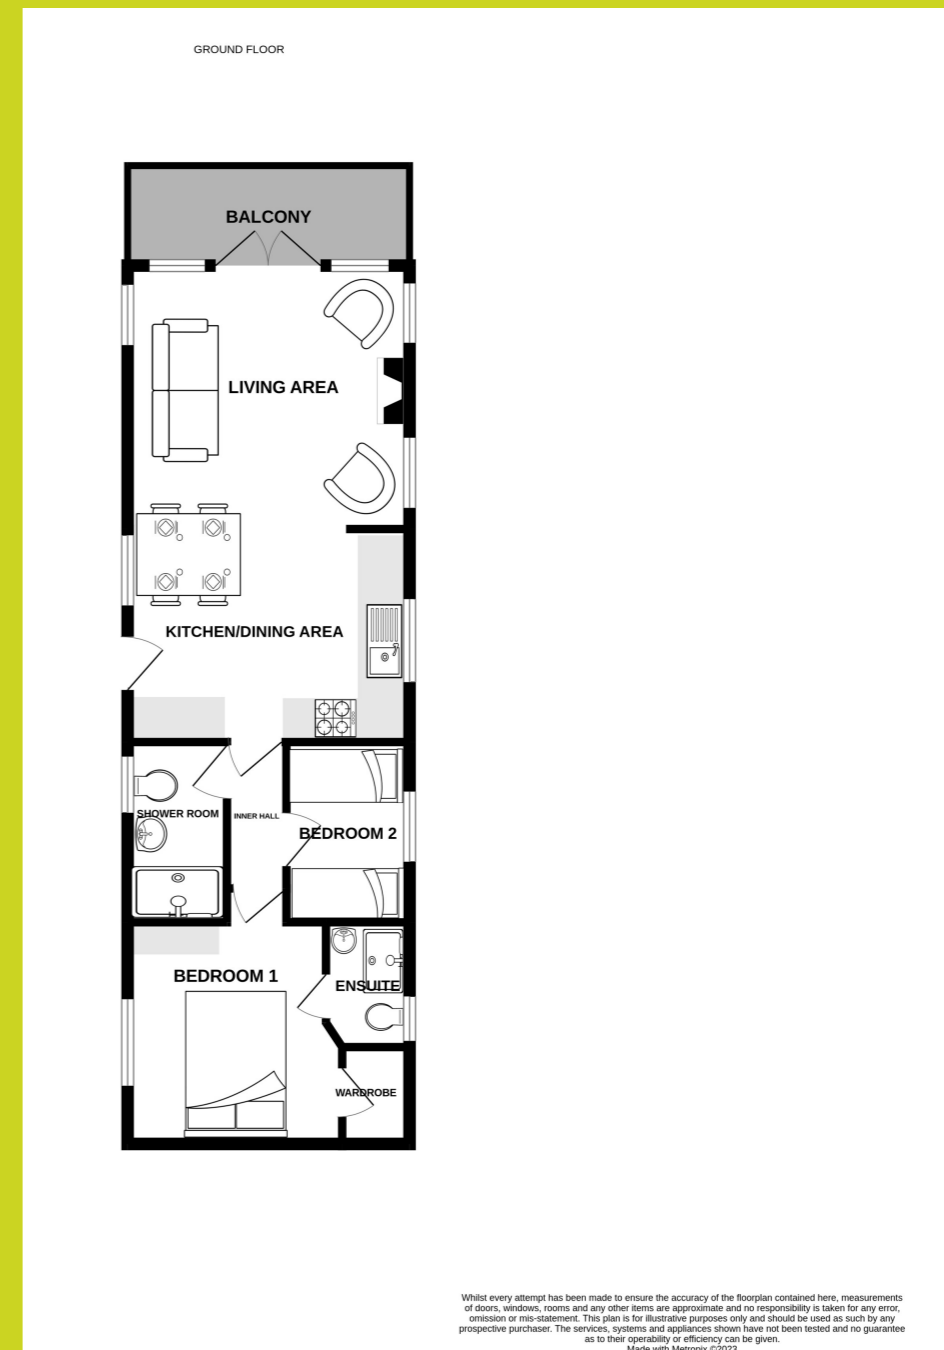 GROUND FLOOR
BALCONY
LIVING AREA
KITCHEN/DINING AREA
SHOWER ROOM
INNER HALL
BEDROOM 2
BEDROOM 1
ENSUITE
WARDROBE
Whilst every attempt has been made to ensure the accuracy of the floorplan contained here, measurements
of doors, windows, rooms and any other items are approximate and no responsibility is taken for any error,
omission or mis-statement. This plan is for illustrative purposes only and should be used as such by any
prospective purchaser. The services, systems and appliances shown have not been tested and no guarantee
as to their operability or efficiency can be given.
Made with Metropix ©2023